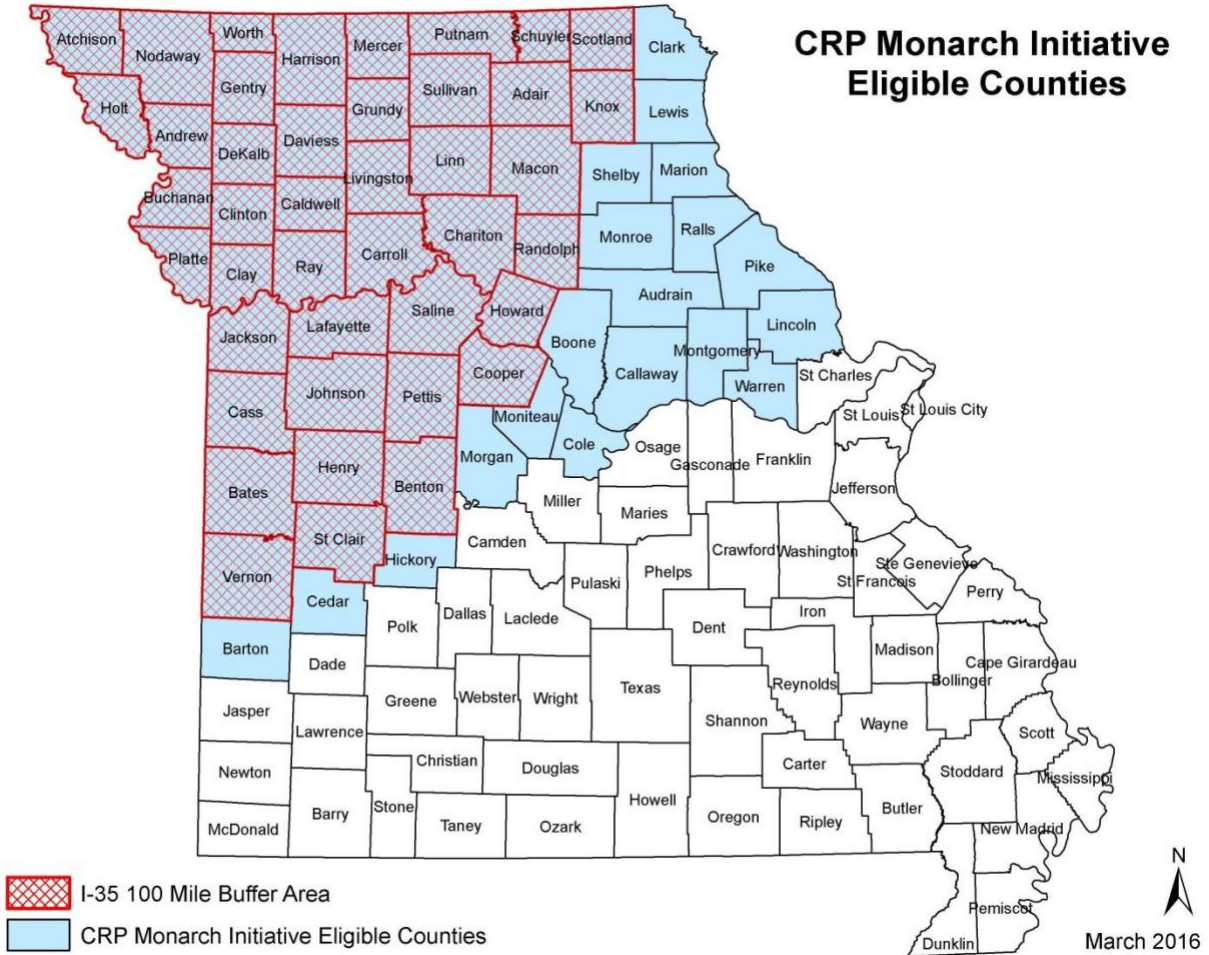 CRP Monarch Initiative
Eligible Counties
Atchison
Nodaway
Worth
Harrison
Mercer
Putnam
Schuyler
Scotland
Clark
Holt
Gentry
Sullivan
Adair
Knox
Lewis
Andrew
DeKalb
Daviess
Grundy
Linn
Macon
Shelby
Marion
Buchanan
Clinton
Caldwell
Livingston
Chariton
Randolph
Monroe
Ralls
Platte
Clay
Ray
Carroll
Pike
Audrain
Jackson
Lafayette
Saline
Howard
Boone
Callaway
Montgomery
Lincoln
Warren
St Charles
St Louis
St Louis City
Cass
Johnson
Pettis
Cooper
Moniteau
Cole
Osage
Gasconade
Franklin
Jefferson
Bates
Henry
Benton
Morgan
Miller
Maries
Vernon
St Clair
Hickory
Camden
Pulaski
Phelps
Crawford
Washington
Ste Genevieve
St Francois
Perry
Barton
Cedar
Polk
Dallas
Laclede
Dent
Iron
Madison
Cape Girardeau
Bollinger
Jasper
Dade
Greene
Webster
Wright
Texas
Shannon
Reynolds
Wayne
Scott
Lawrence
Newton
Christian
Douglas
Carter
Stoddard
Mississippi
McDonald
Barry
Stone
Taney
Ozark
Howell
Oregon
Ripley
Butler
New Madrid
Pemiscot
Dunklin
I-35 100 Mile Buffer Area
CRP Monarch Initiative Eligible Counties
N
March 2016